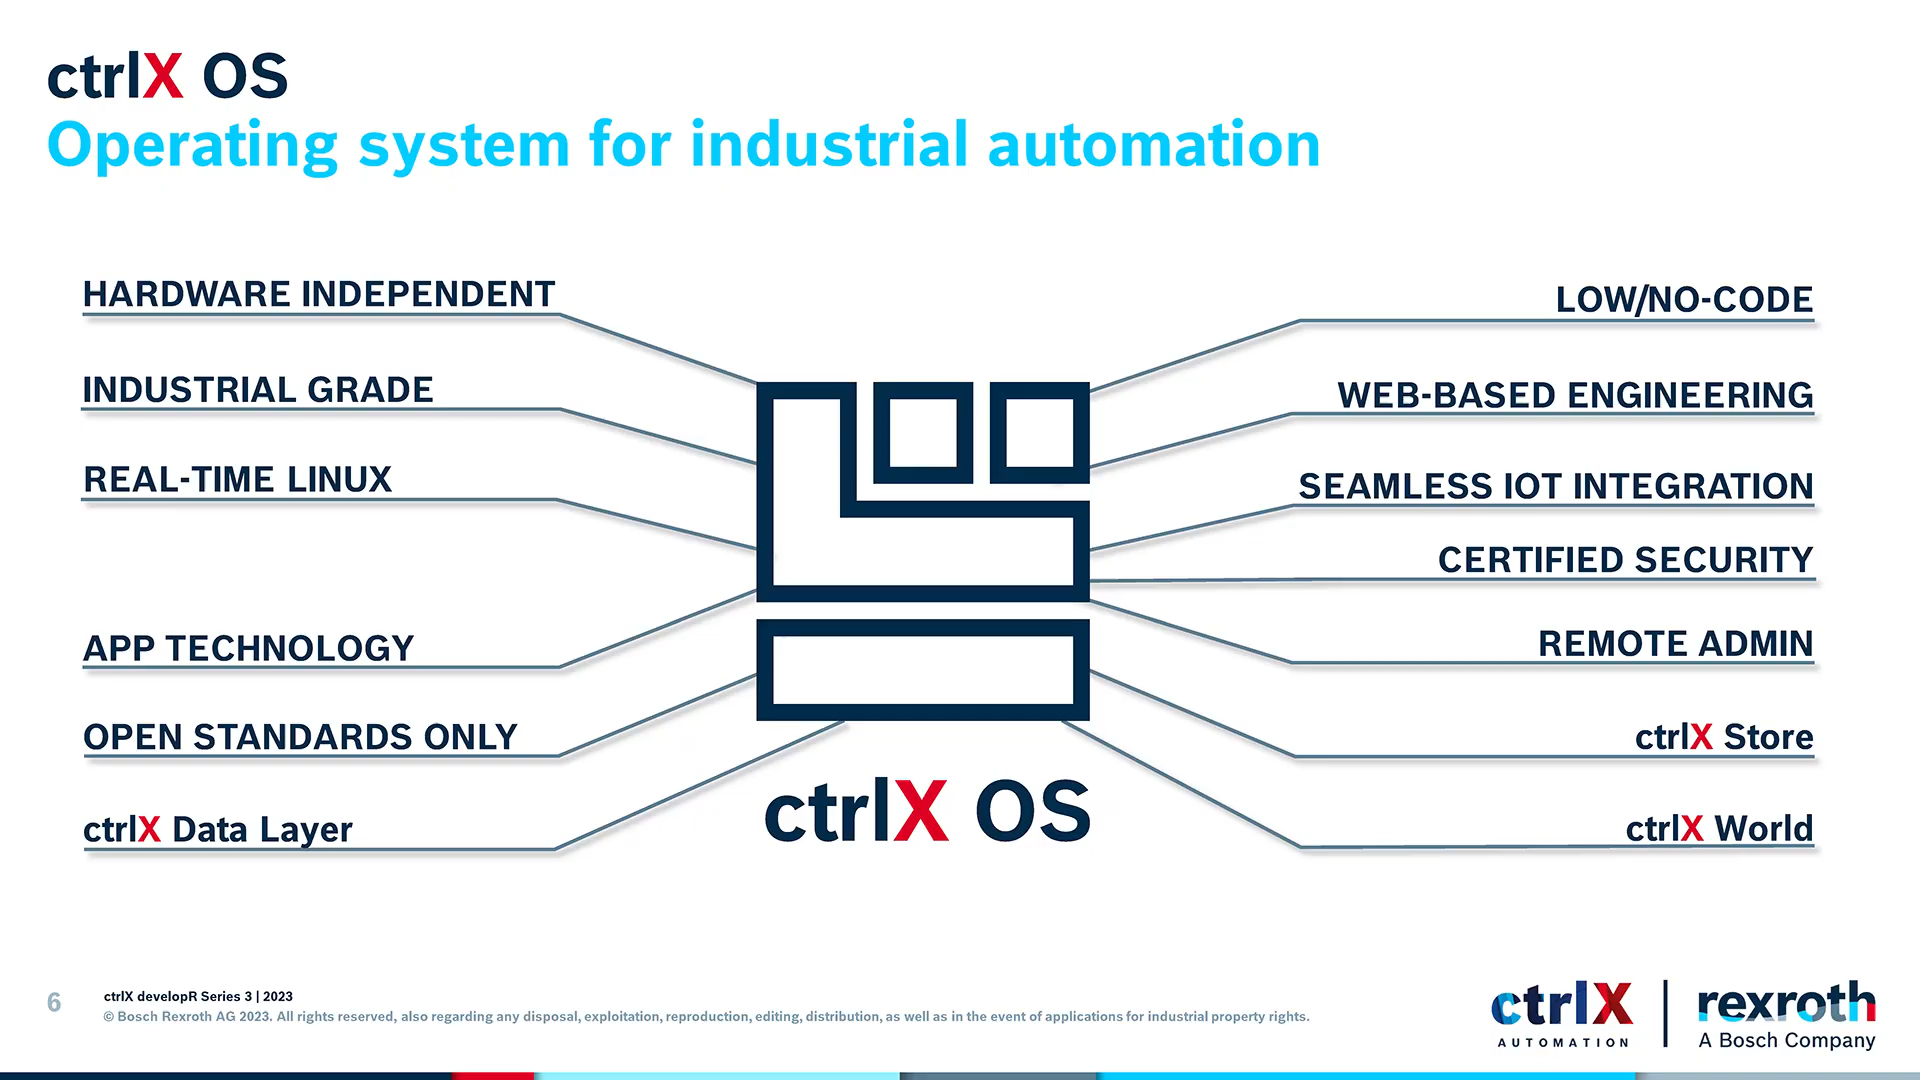 ctrlX OS
Operating system for industrial automation
HARDWARE INDEPENDENT
INDUSTRIAL GRADE
REAL-TIME LINUX
APP TECHNOLOGY
OPEN STANDARDS ONLY
ctrlX Data Layer
LOW/NO-CODE
WEB-BASED ENGINEERING
SEAMLESS IOT INTEGRATION
CERTIFIED SECURITY
REMOTE ADMIN
ctrlX Store
ctrlX World
ctrlX OS
6
ctrlX developR Series 3 | 2023
© Bosch Rexroth AG 2023. All rights reserved, also regarding any disposal, exploitation, reproduction, editing, distribution, as well as in the event of applications for industrial property rights.
ctrlX
AUTOMATION
rexroth
A Bosch Company